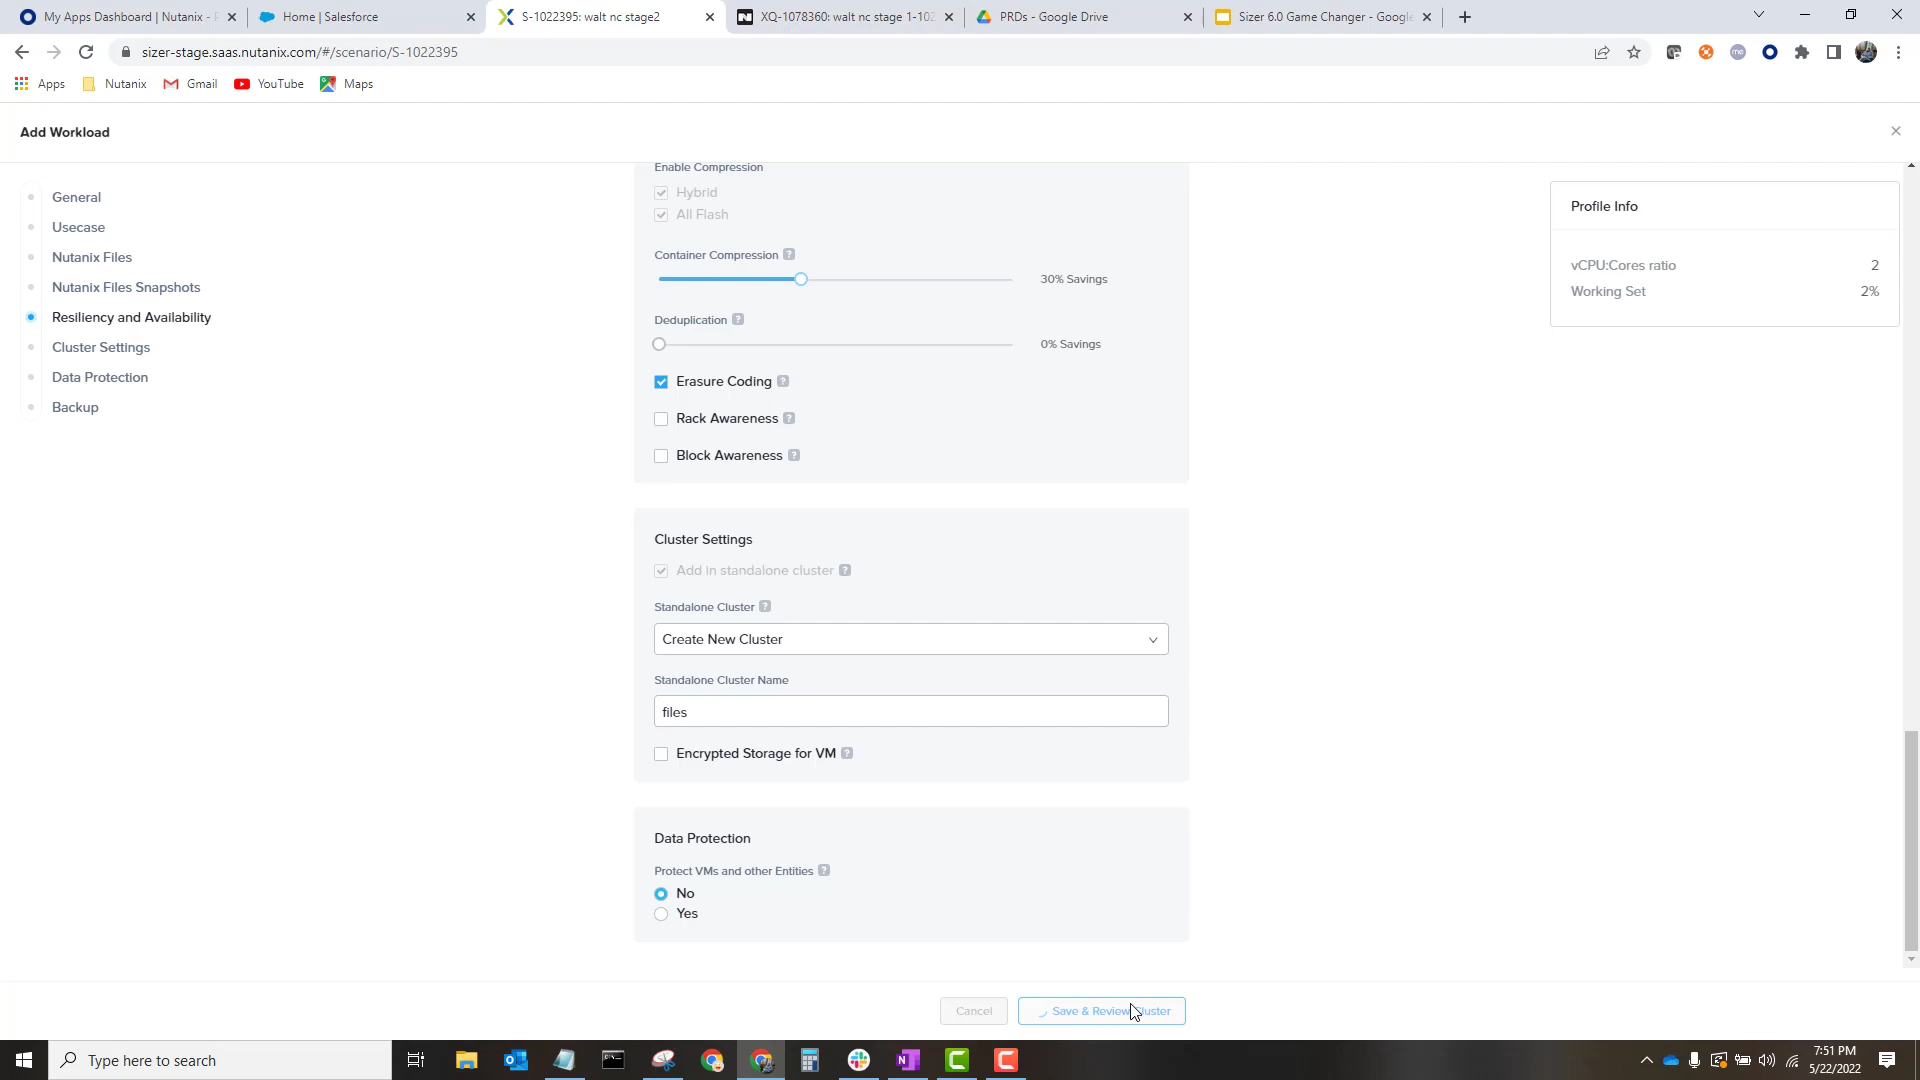 My Apps Dashboard | Nutanix -
Home | Salesforce
S-1022395: walt nc stage2
XQ-1078360: walt nc stage 1-102
PRDs - Google Drive
Sizer 6.0 Game Changer - Google
sizer-stage.saas.nutanix.com/#/scenario/S-1022395
Apps
Nutanix
Gmail
YouTube
Maps
Add Workload
General
Usecase
Nutanix Files
Nutanix Files Snapshots
Resiliency and Availability
Cluster Settings
Data Protection
Backup
Enable Compression
Hybrid
All Flash
Container Compression ?
30% Savings
Deduplication ?
0% Savings
Erasure Coding ?
Rack Awareness ?
Block Awareness ?
Cluster Settings
Add in standalone cluster ?
Standalone Cluster ?
Create New Cluster
Standalone Cluster Name
files
Encrypted Storage for VM ?
Data Protection
Protect VMs and other Entities ?
No
Yes
Profile Info
vCPU:Cores ratio 2
Working Set 2%
Cancel
Save & Review Cluster
Type here to search
7:51 PM
5/22/2022